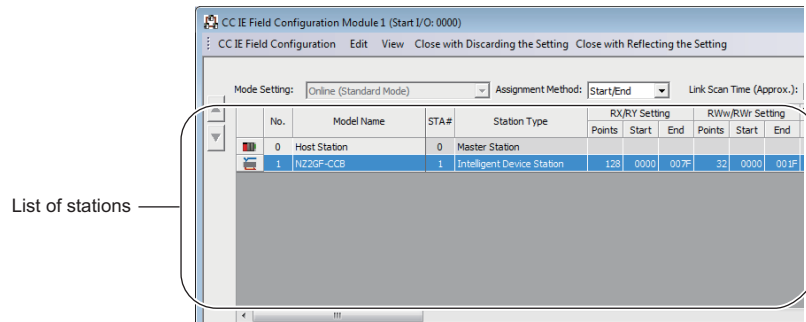 CC IE Field Configuration Module 1 (Start I/O: 0000)
CC IE Field Configuration Edit View Close with Discarding the Setting Close with Reflecting the Setting
Mode Setting: Online (Standard Mode) Assignment Method: Start/End Link Scan Time (Approx.):
No. Model Name STA# Station Type RX/RY Setting RWw/RWr Setting
Points Start End Points Start End
0 Host Station 0 Master Station
1 NZ2GF-CCB 1 Intelligent Device Station 128 0000 007F 32 0000 001F
List of stations